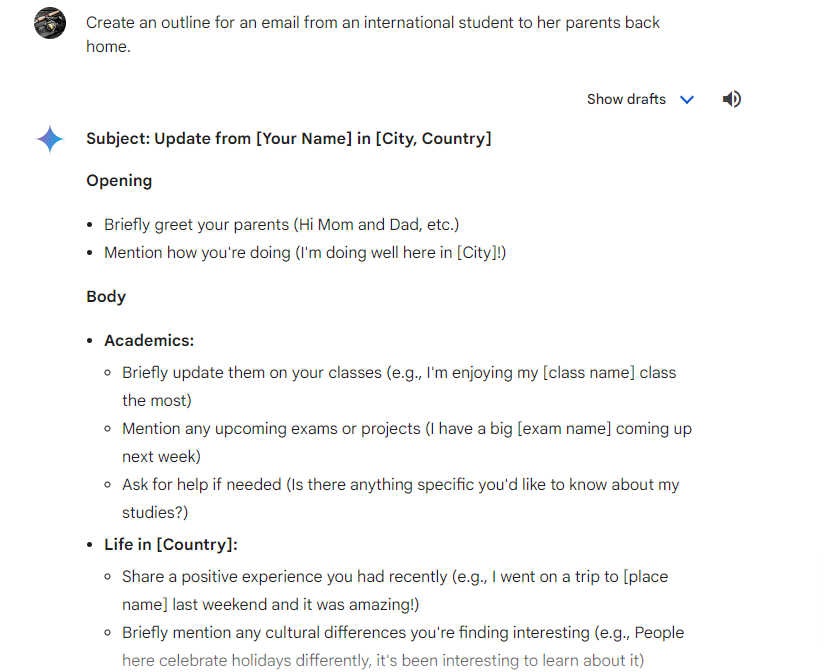 Create an outline for an email from an international student to her parents back
home.
Show drafts
Subject: Update from [Your Name] in [City, Country]
Opening
• Briefly greet your parents (Hi Mom and Dad, etc.)
• Mention how you're doing (I'm doing well here in [City]!)
Body
• Academics:
◦ Briefly update them on your classes (e.g., I'm enjoying my [class name] class
the most)
◦ Mention any upcoming exams or projects (I have a big [exam name] coming up
next week)
◦ Ask for help if needed (Is there anything specific you'd like to know about my
studies?)
• Life in [Country]:
◦ Share a positive experience you had recently (e.g., I went on a trip to [place
name] last weekend and it was amazing!)
◦ Briefly mention any cultural differences you're finding interesting (e.g., People
here celebrate holidays differently, it's been interesting to learn about it)